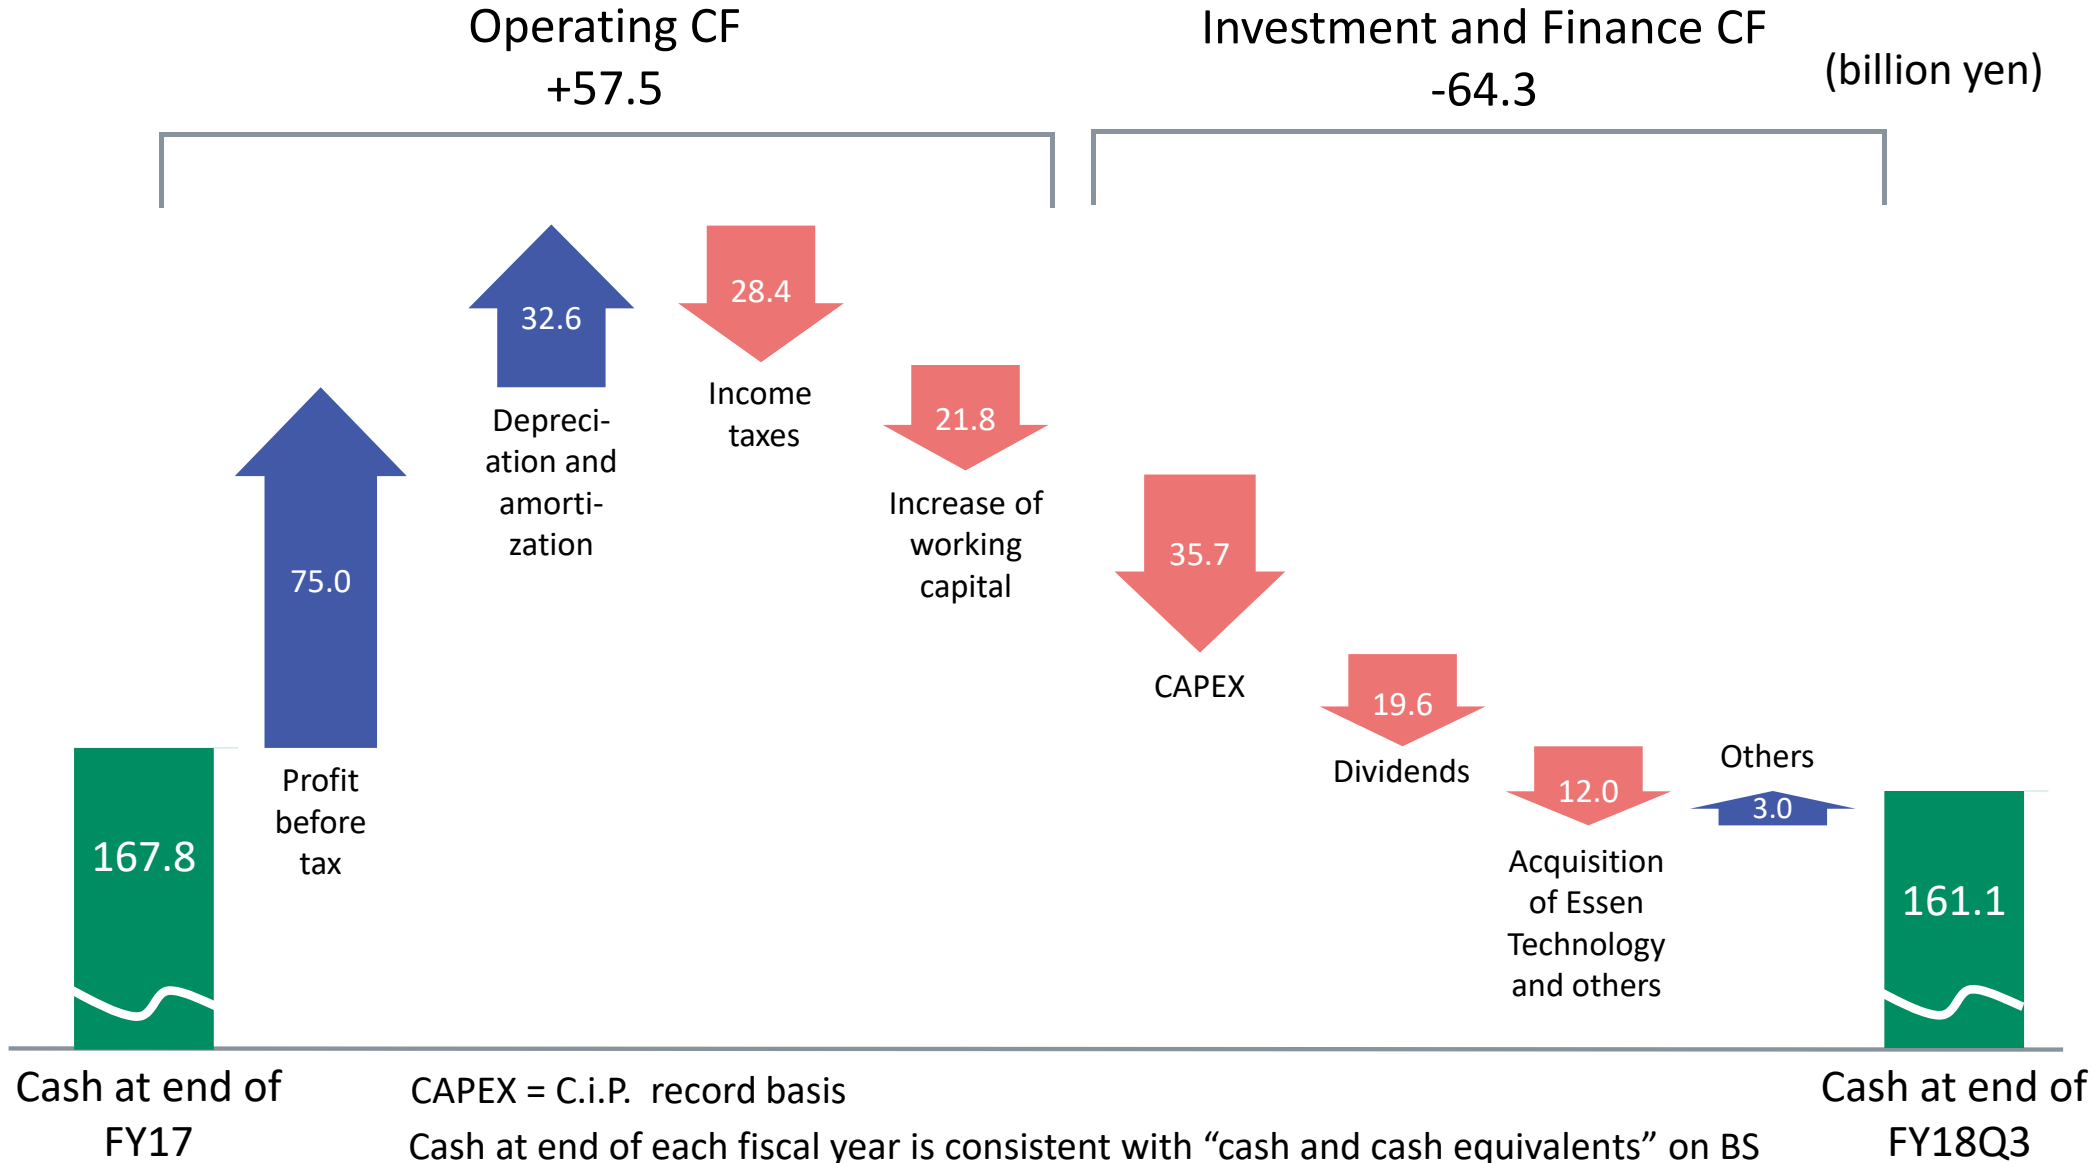 Operating CF
+57.5
Investment and Finance CF
-64.3
(billion yen)
167.8
Cash at end of
FY17
75.0
Profit
before
tax
32.6
Depreci-
ation and
amorti-
zation
28.4
Income
taxes
21.8
Increase of
working
capital
35.7
CAPEX
19.6
Dividends
12.0
Acquisition
of Essen
Technology
and others
Others
3.0
161.1
Cash at end of
FY18Q3
CAPEX = C.i.P. record basis
Cash at end of each fiscal year is consistent with “cash and cash equivalents” on BS